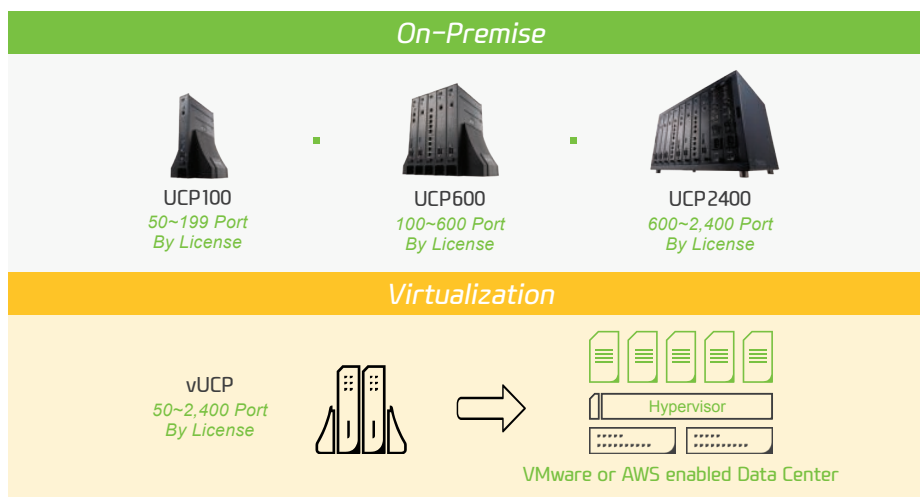 On-Premise
UCP100
50~199 Port
By License
UCP600
100~600 Port
By License
UCP2400
600~2,400 Port
By License
Virtualization
vUCP
50~2,400 Port
By License
Hypervisor
VMware or AWS enabled Data Center